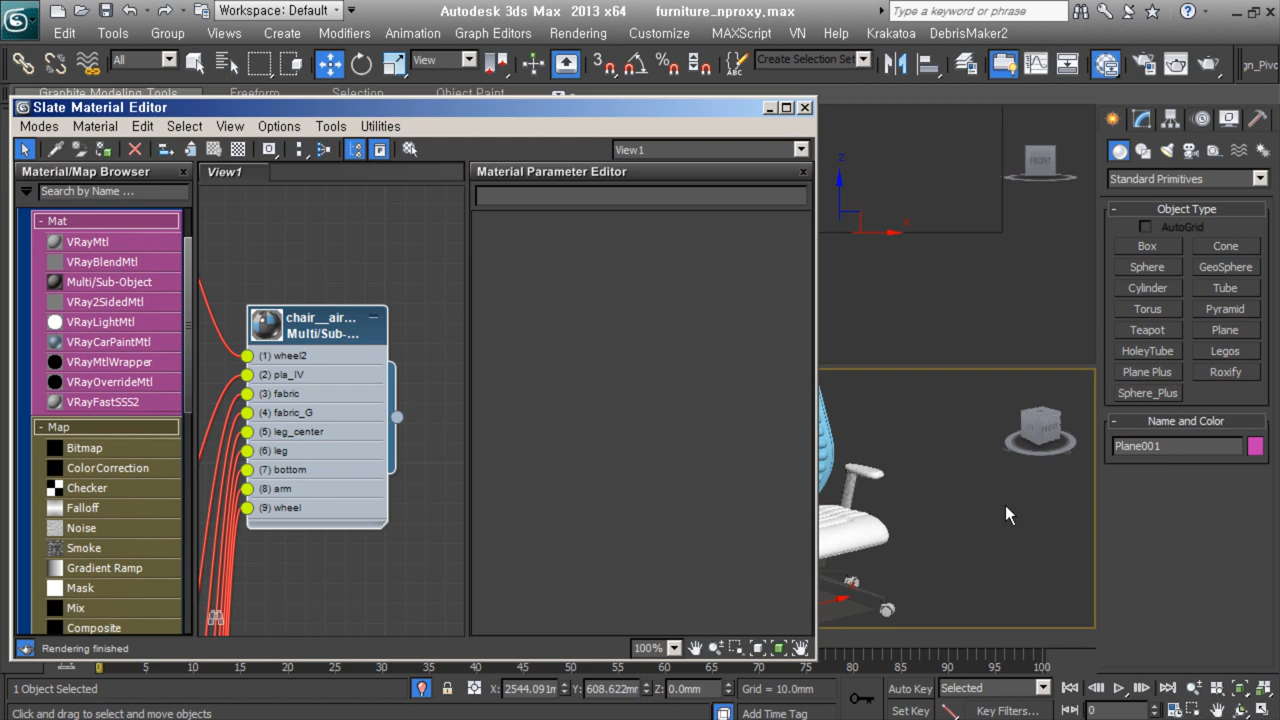 Workspace: Default
Autodesk 3ds Max 2013 x64 furniture_nproxy.max
Type a keyword or phrase
Edit Tools Group Views Create Modifiers Animation Graph Editors Rendering Customize MAXScript VN Help Krakatoa DebrisMaker2
All
View
3
Create Selection Set
gn_Pivo
Graphite Modeling Tools Freeform Selection Object Paint
Slate Material Editor
Modes Material Edit Select View Options Tools Utilities
View1
Material/Map Browser x
View1
Material Parameter Editor x
Search by Name ...
- Mat
VRayMtl
VRayBlendMtl
Multi/Sub-Object
VRay2SidedMtl
VRayLightMtl
VRayCarPaintMtl
VRayMtlWrapper
VRayOverrideMtl
VRayFastSSS2
- Map
Bitmap
ColorCorrection
Checker
Falloff
Noise
Smoke
Gradient Ramp
Mask
Mix
Composite
chair__air...
Multi/Sub-...
(1) wheel2
(2) pla_IV
(3) fabric
(4) fabric_G
(5) leg_center
(6) leg
(7) bottom
(8) arm
(9) wheel
Rendering finished
100%
z
x
FRONT
Standard Primitives
- Object Type
AutoGrid
Box Cone
Sphere GeoSphere
Cylinder Tube
Torus Pyramid
Teapot Plane
HoleyTube Legos
Plane Plus Roxify
Sphere_Plus
- Name and Color
Plane001
0 5 10 15 20 25 30 35 40 45 50 55 60 65 70 75 80 85 90 95 100
1 Object Selected
X: 2544.091m Y: 608.622mr Z: 0.0mm
Grid = 10.0mm
Auto Key
Selected
Click and drag to select and move objects
Add Time Tag
Set Key
Key Filters...
0